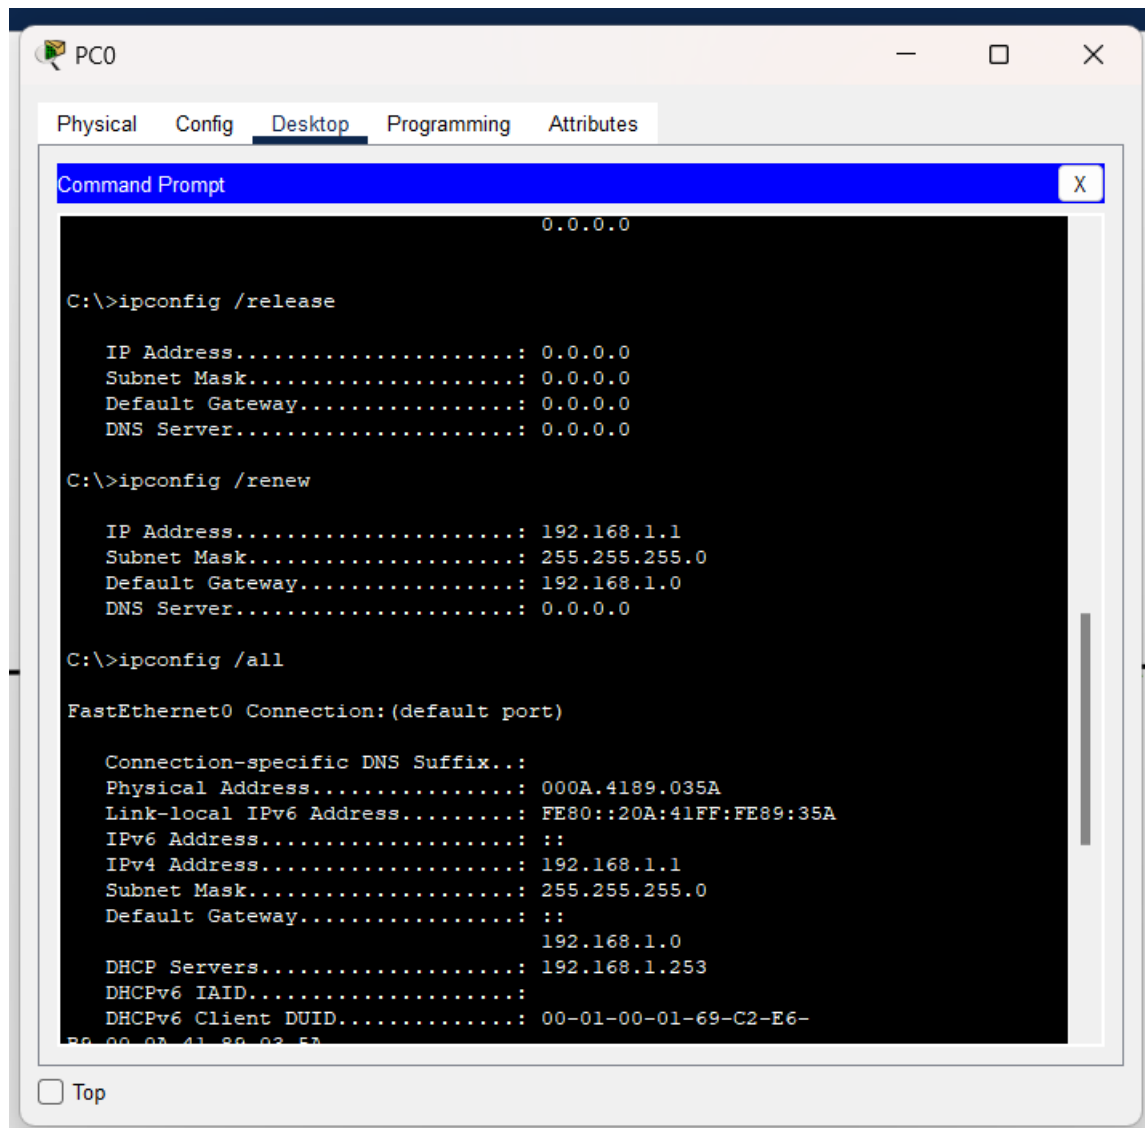 PC0
Physical Config Desktop Programming Attributes
Command Prompt X
0.0.0.0
C:\>ipconfig /release
IP Address......................: 0.0.0.0
Subnet Mask.....................: 0.0.0.0
Default Gateway.................: 0.0.0.0
DNS Server......................: 0.0.0.0
C:\>ipconfig /renew
IP Address......................: 192.168.1.1
Subnet Mask.....................: 255.255.255.0
Default Gateway.................: 192.168.1.0
DNS Server......................: 0.0.0.0
C:\>ipconfig /all
FastEthernet0 Connection:(default port)
Connection-specific DNS Suffix..:
Physical Address................: 000A.4189.035A
Link-local IPv6 Address.........: FE80::20A:41FF:FE89:35A
IPv6 Address....................: ::
IPv4 Address....................: 192.168.1.1
Subnet Mask.....................: 255.255.255.0
Default Gateway.................: ::
192.168.1.0
DHCP Servers....................: 192.168.1.253
DHCPv6 IAID.....................:
DHCPv6 Client DUID..............: 00-01-00-01-69-C2-E6-
Top